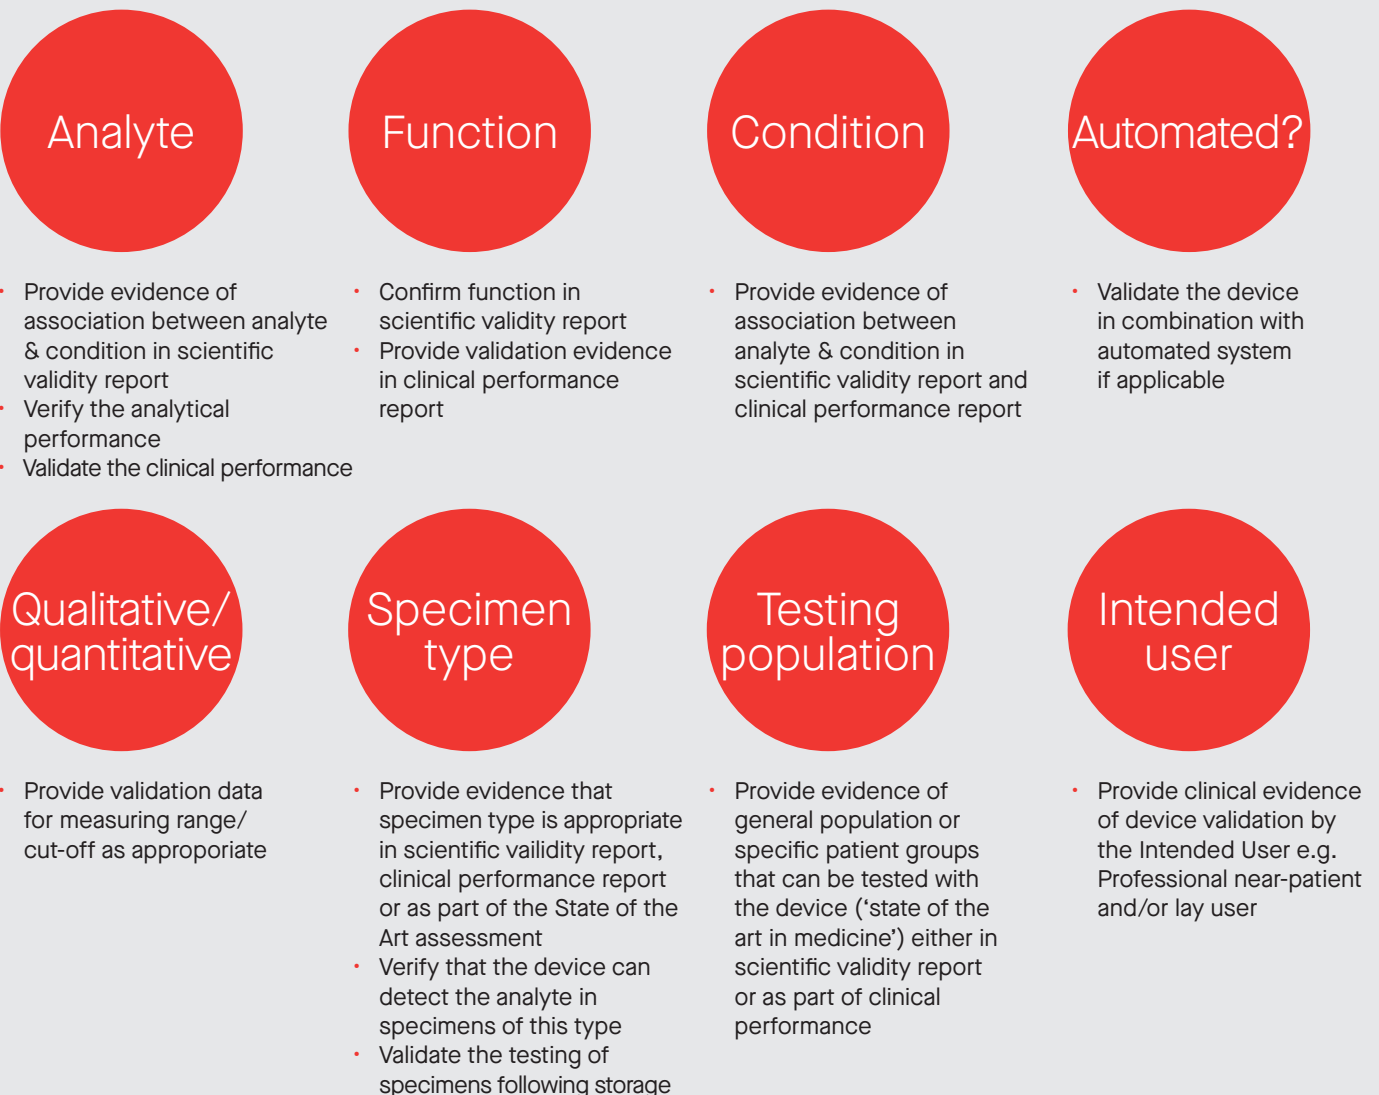 Analyte
• Provide evidence of
association between analyte
& condition in scientific
validity report
• Verify the analytical
performance
• Validate the clinical performance
Function
• Confirm function in
scientific validity report
• Provide validation evidence
in clinical performance
report
Condition
• Provide evidence of
association between
analyte & condition in
scientific validity report and
clinical performance report
Automated?
• Validate the device
in combination with
automated system
if applicable
Qualitative/
quantitative
• Provide validation data
for measuring range/
cut-off as approporiate
Specimen
type
• Provide evidence that
specimen type is appropriate
in scientific vailidity report,
clinical performance report
or as part of the State of the
Art assessment
• Verify that the device can
detect the analyte in
specimens of this type
• Validate the testing of
specimens following storage
Testing
population
• Provide evidence of
general population or
specific patient groups
that can be tested with
the device (‘state of the
art in medicine’) either in
scientific validity report
or as part of clinical
performance
Intended
user
• Provide clinical evidence
of device validation by
the Intended User e.g.
Professional near-patient
and/or lay user